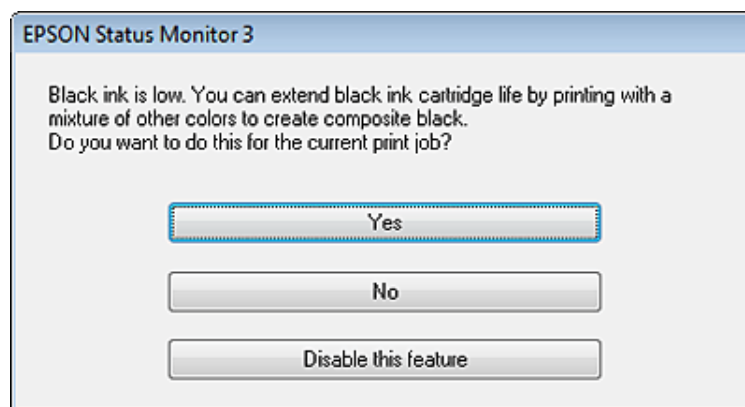 EPSON Status Monitor 3
Black ink is low. You can extend black ink cartridge life by printing with a
mixture of other colors to create composite black.
Do you want to do this for the current print job?
Yes
No
Disable this feature